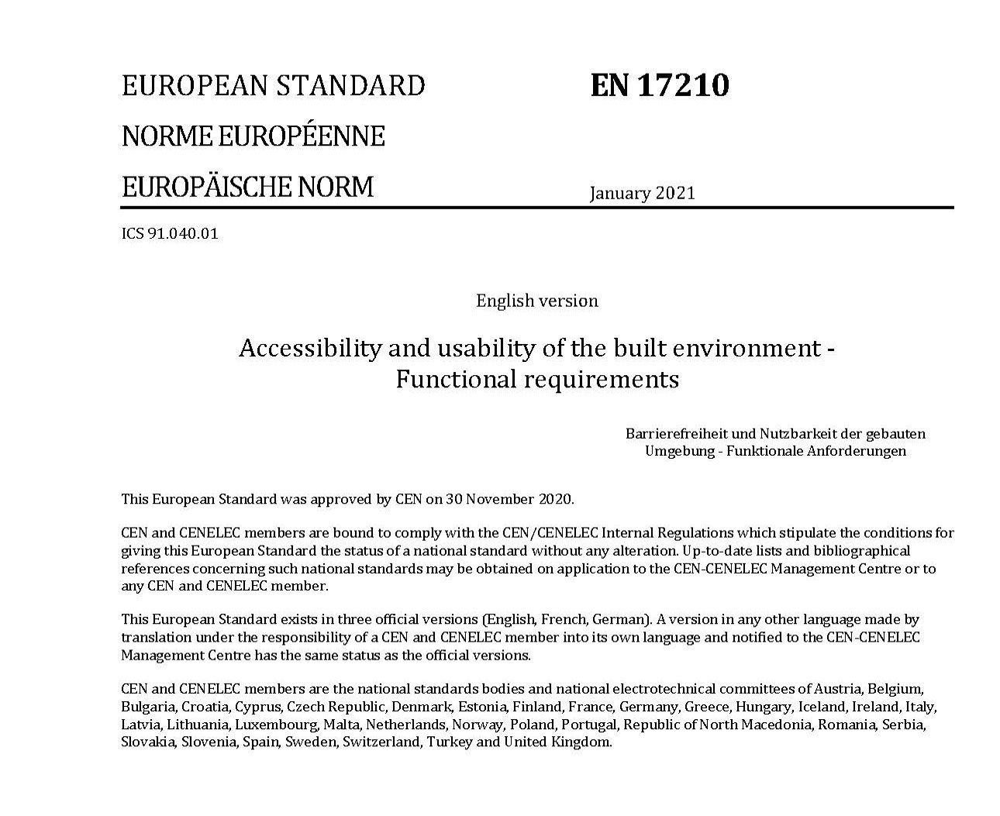 EUROPEAN STANDARD
EN 17210
NORME EUROPÉENNE
EUROPÄISCHE NORM
January 2021
ICS 91.040.01
English version
Accessibility and usability of the built environment -
Functional requirements
Barrierefreiheit und Nutzbarkeit der gebauten
Umgebung - Funktionale Anforderungen
This European Standard was approved by CEN on 30 November 2020.
CEN and CENELEC members are bound to comply with the CEN/CENELEC Internal Regulations which stipulate the conditions for
giving this European Standard the status of a national standard without any alteration. Up-to-date lists and bibliographical
references concerning such national standards may be obtained on application to the CEN-CENELEC Management Centre or to
any CEN and CENELEC member.
This European Standard exists in three official versions (English, French, German). A version in any other language made by
translation under the responsibility of a CEN and CENELEC member into its own language and notified to the CEN-CENELEC
Management Centre has the same status as the official versions.
CEN and CENELEC members are the national standards bodies and national electrotechnical committees of Austria, Belgium,
Bulgaria, Croatia, Cyprus, Czech Republic, Denmark, Estonia, Finland, France, Germany, Greece, Hungary, Iceland, Ireland, Italy,
Latvia, Lithuania, Luxembourg, Malta, Netherlands, Norway, Poland, Portugal, Republic of North Macedonia, Romania, Serbia,
Slovakia, Slovenia, Spain, Sweden, Switzerland, Turkey and United Kingdom.